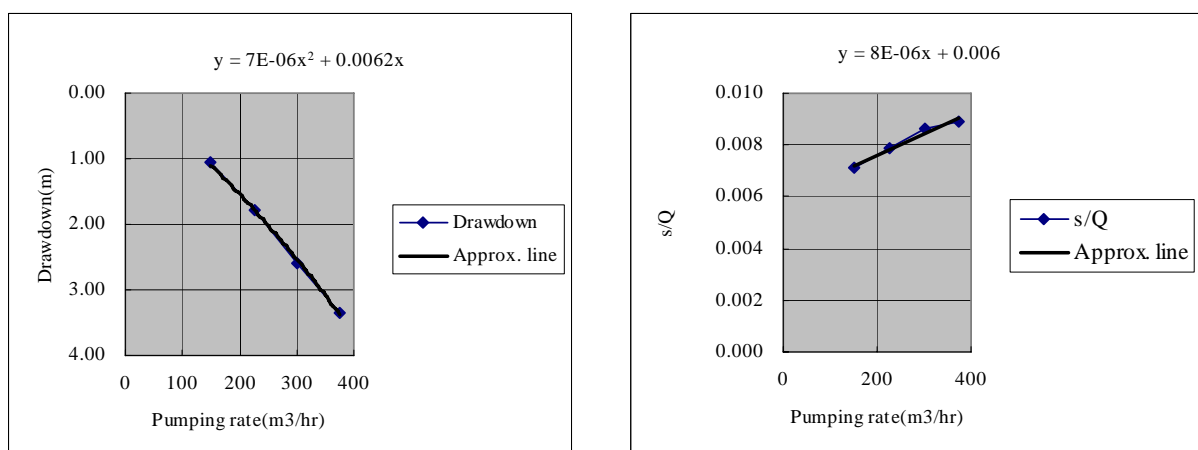 y = 7E-06x² + 0.0062x
0.00
1.00
2.00
3.00
4.00
Drawdown(m)
0 100 200 300 400
Pumping rate(m3/hr)
Drawdown
Approx. line
y = 8E-06x + 0.006
0.010
0.008
0.006
0.004
0.002
0.000
s/Q
0 200 400
Pumping rate(m3/hr)
s/Q
Approx. line